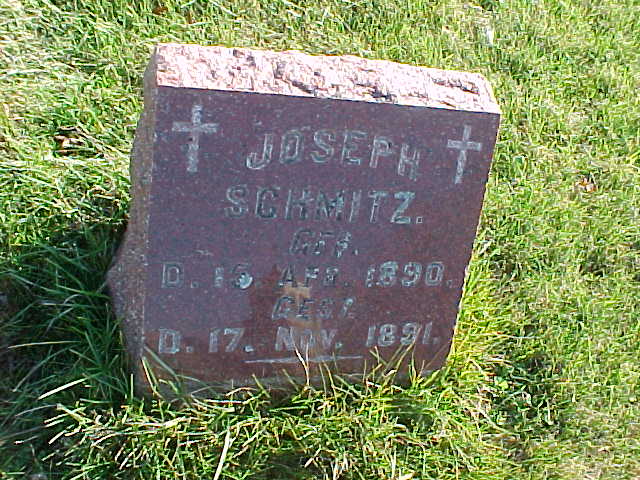 JOSEPH
SCHMITZ.
GEB.
D. 15. APR. 1890.
GEST.
D. 17. NOV. 1891.